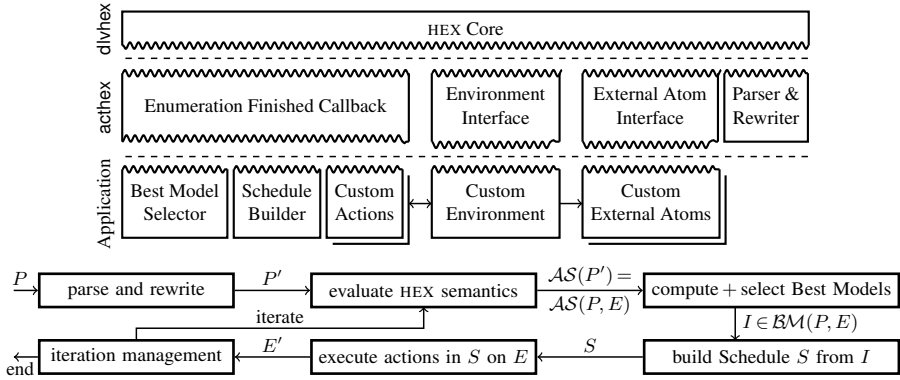 dlvhex
HEX Core
acthex
Enumeration Finished Callback
Environment
Interface
External Atom
Interface
Parser &
Rewriter
Application
Best Model
Selector
Schedule
Builder
Custom
Actions
Custom
Environment
Custom
External Atoms
P
parse and rewrite
P′
evaluate HEX semantics
𝒜𝒮(P′) =
𝒜𝒮(P, E)
compute + select Best Models
iterate
I ∈ ℬℳ(P, E)
end
iteration management
E′
execute actions in S on E
S
build Schedule S from I